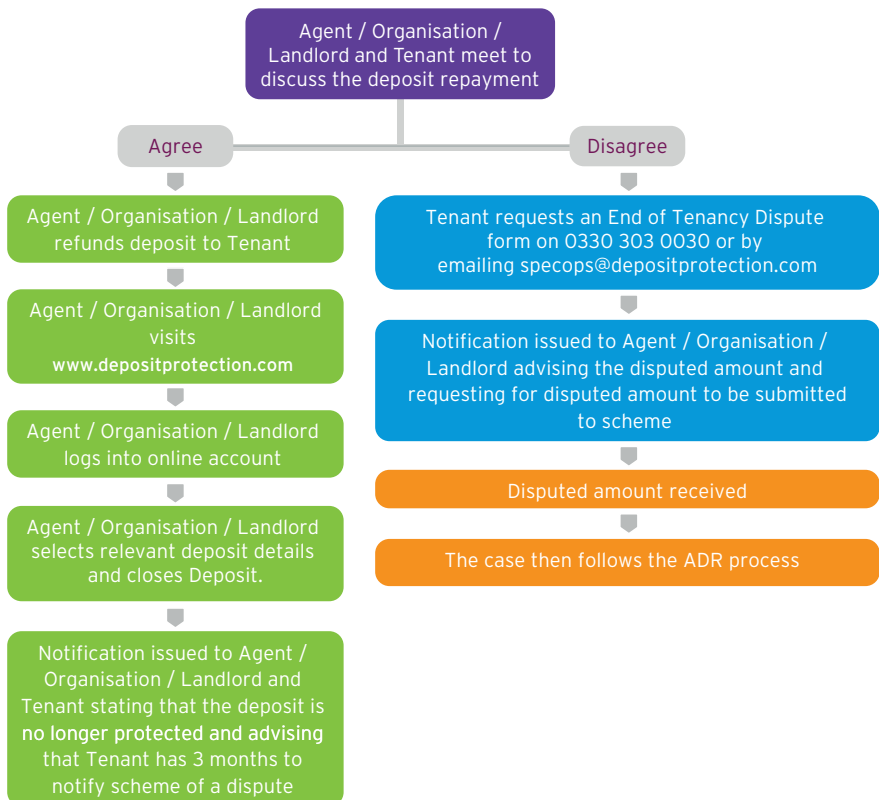 Agent / Organisation /
Landlord and Tenant meet to
discuss the deposit repayment
Agree
Disagree
Agent / Organisation / Landlord
refunds deposit to Tenant
Agent / Organisation / Landlord
visits
www.depositprotection.com
Agent / Organisation / Landlord
logs into online account
Agent / Organisation / Landlord
selects relevant deposit details
and closes Deposit.
Notification issued to Agent /
Organisation / Landlord and
Tenant stating that the deposit is
no longer protected and advising
that Tenant has 3 months to
notify scheme of a dispute
Tenant requests an End of Tenancy Dispute
form on 0330 303 0030 or by
emailing specops@depositprotection.com
Notification issued to Agent / Organisation /
Landlord advising the disputed amount and
requesting for disputed amount to be submitted
to scheme
Disputed amount received
The case then follows the ADR process